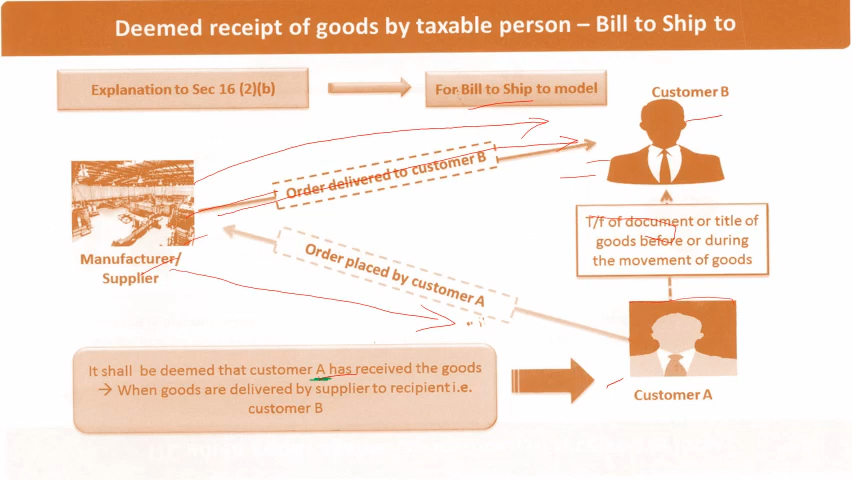 Deemed receipt of goods by taxable person – Bill to Ship to
Explanation to Sec 16 (2)(b)
For Bill to Ship to model
Customer B
Order delivered to customer B
T/f of document or title of
goods before or during
the movement of goods
Manufacturer/
Supplier
Order placed by customer A
It shall be deemed that customer A has received the goods
→ When goods are delivered by supplier to recipient i.e.
customer B
Customer A